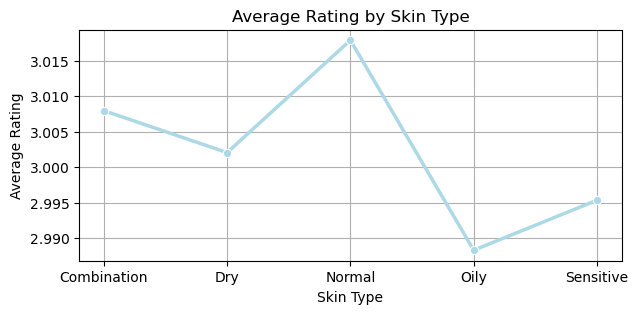 Average Rating by Skin Type
Average Rating
3.015
3.010
3.005
3.000
2.995
2.990
Combination Dry Normal Oily Sensitive
Skin Type